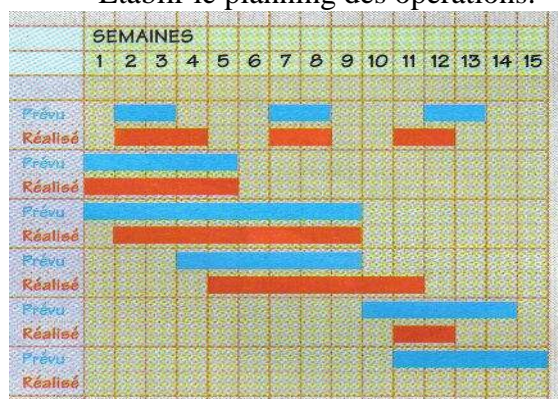 Etablir le planning des opérations.
SEMAINES
1 2 3 4 5 6 7 8 9 10 11 12 13 14 15
Prévu
Réalisé
Prévu
Réalisé
Prévu
Réalisé
Prévu
Réalisé
Prévu
Réalisé
Prévu
Réalisé